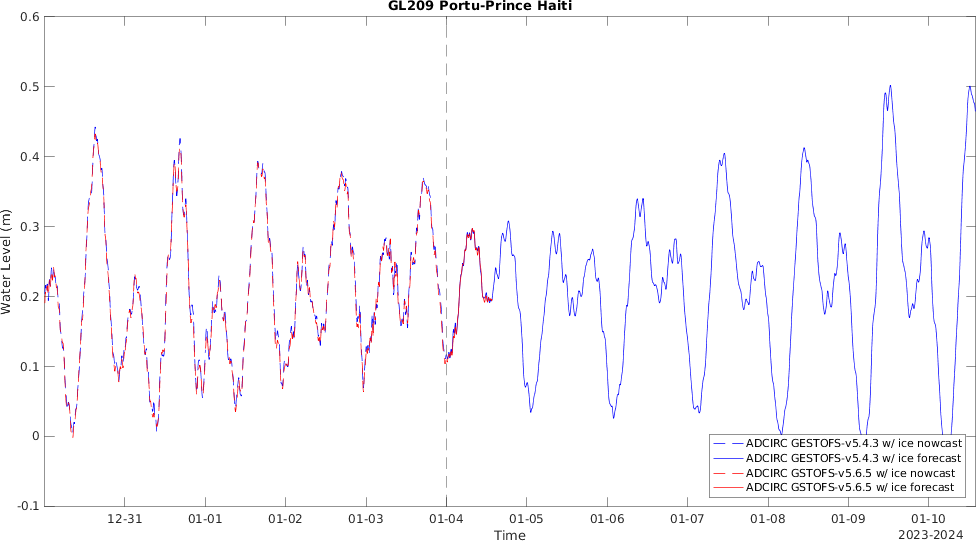 GL209 Portu-Prince Haiti
0.6
0.5
0.4
0.3
0.2
0.1
0
-0.1
Water Level (m)
12-31 01-01 01-02 01-03 01-04 01-05 01-06 01-07 01-08 01-09 01-10
Time
2023-2024
ADCIRC GESTOFS-v5.4.3 w/ ice nowcast
ADCIRC GESTOFS-v5.4.3 w/ ice forecast
ADCIRC GSTOFS-v5.6.5 w/ ice nowcast
ADCIRC GSTOFS-v5.6.5 w/ ice forecast